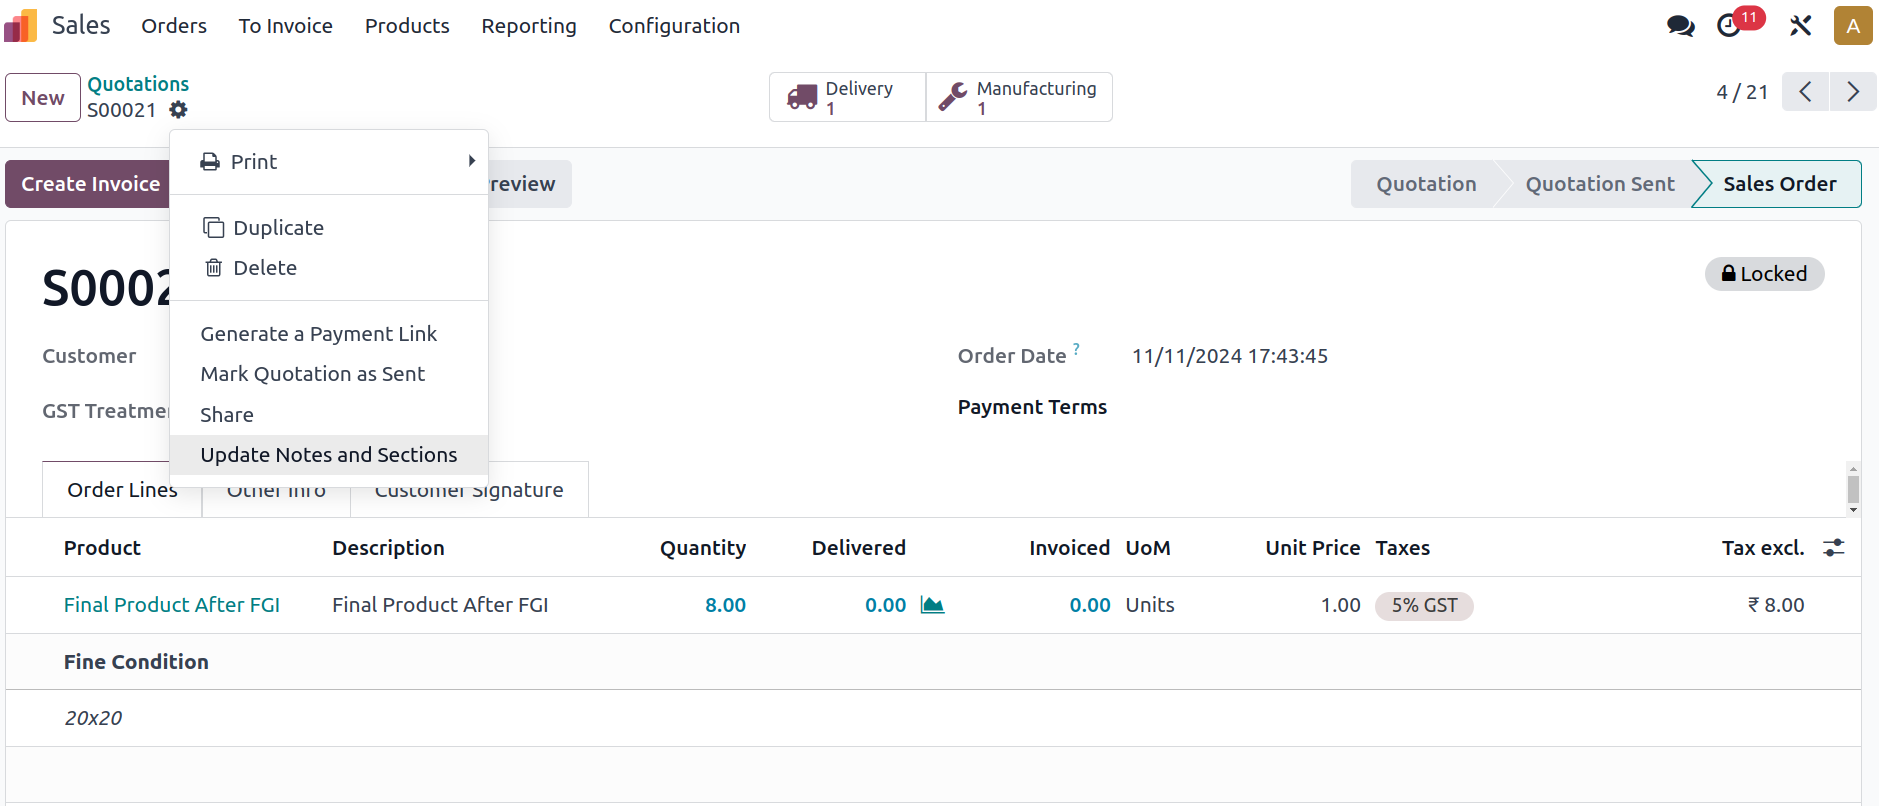 Sales Orders To Invoice Products Reporting Configuration 11 A
New Quotations
S00021
Delivery
1
Manufacturing
1
4 / 21
Print
Create Invoice Preview Quotation Quotation Sent Sales Order
Duplicate
Delete
S0002
Locked
Generate a Payment Link
Customer
Order Date ? 11/11/2024 17:43:45
Mark Quotation as Sent
GST Treatme
Share
Payment Terms
Update Notes and Sections
Order Lines Other Info Customer Signature
Product Description Quantity Delivered Invoiced UoM Unit Price Taxes Tax excl.
Final Product After FGI Final Product After FGI 8.00 0.00 0.00 Units 1.00 5% GST ₹ 8.00
Fine Condition
20x20